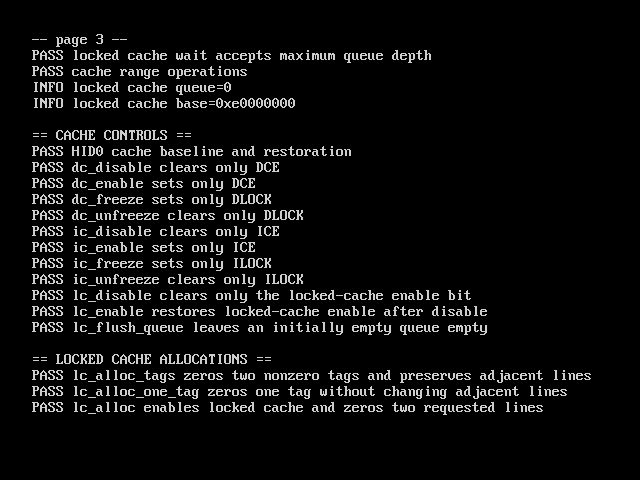 -- page 3 --
PASS locked cache wait accepts maximum queue depth
PASS cache range operations
INFO locked cache queue=0
INFO locked cache base=0xe0000000
== CACHE CONTROLS ==
PASS HID0 cache baseline and restoration
PASS dc_disable clears only DCE
PASS dc_enable sets only DCE
PASS dc_freeze sets only DLOCK
PASS dc_unfreeze clears only DLOCK
PASS ic_disable clears only ICE
PASS ic_enable sets only ICE
PASS ic_freeze sets only ILOCK
PASS ic_unfreeze clears only ILOCK
PASS lc_disable clears only the locked-cache enable bit
PASS lc_enable restores locked-cache enable after disable
PASS lc_flush_queue leaves an initially empty queue empty
== LOCKED CACHE ALLOCATIONS ==
PASS lc_alloc_tags zeros two nonzero tags and preserves adjacent lines
PASS lc_alloc_one_tag zeros one tag without changing adjacent lines
PASS lc_alloc enables locked cache and zeros two requested lines